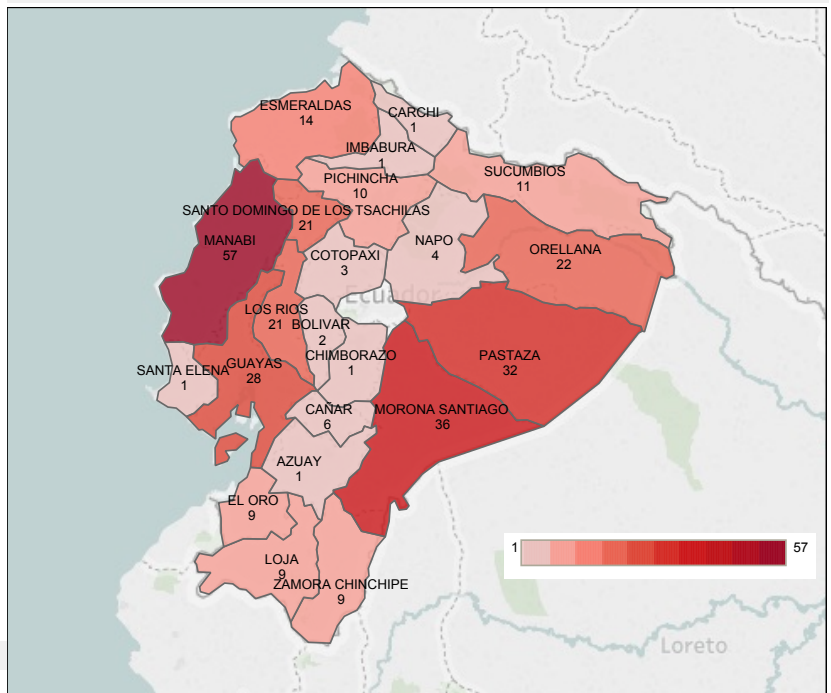 ESMERALDAS
14
CARCHI
1
IMBABURA
1
PICHINCHA
10
SUCUMBIOS
11
SANTO DOMINGO DE LOS TSACHILAS
21
MANABI
57
NAPO
4
ORELLANA
22
COTOPAXI
3
Ecuador
LOS RIOS
21
BOLIVAR
2
CHIMBORAZO
1
PASTAZA
32
SANTA ELENA
1
GUAYAS
28
CAÑAR
6
MORONA SANTIAGO
36
AZUAY
1
EL ORO
9
LOJA
9
ZAMORA CHINCHIPE
9
1
57
Loreto